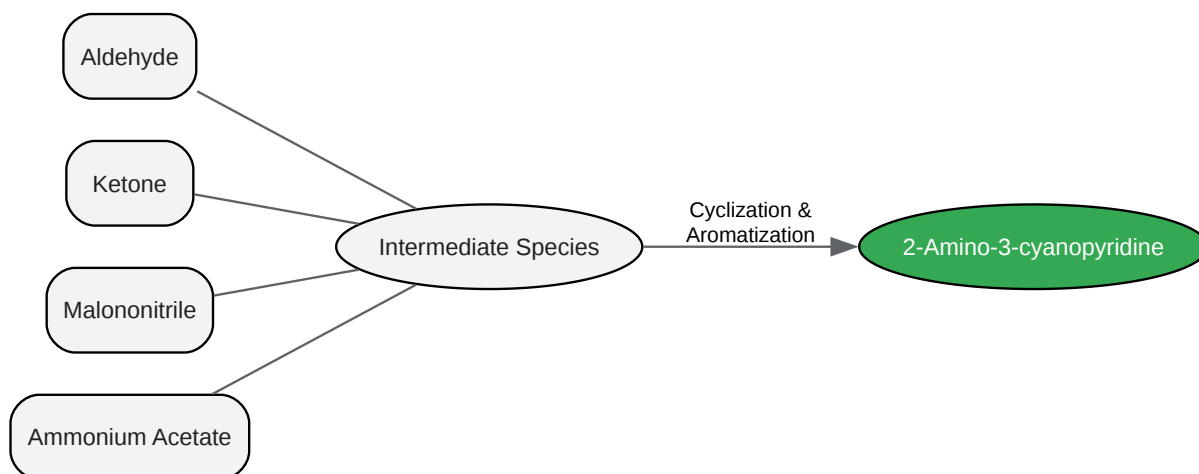 Aldehyde
Ketone
Malononitrile
Ammonium Acetate
Intermediate Species
Cyclization &
Aromatization
2-Amino-3-cyanopyridine